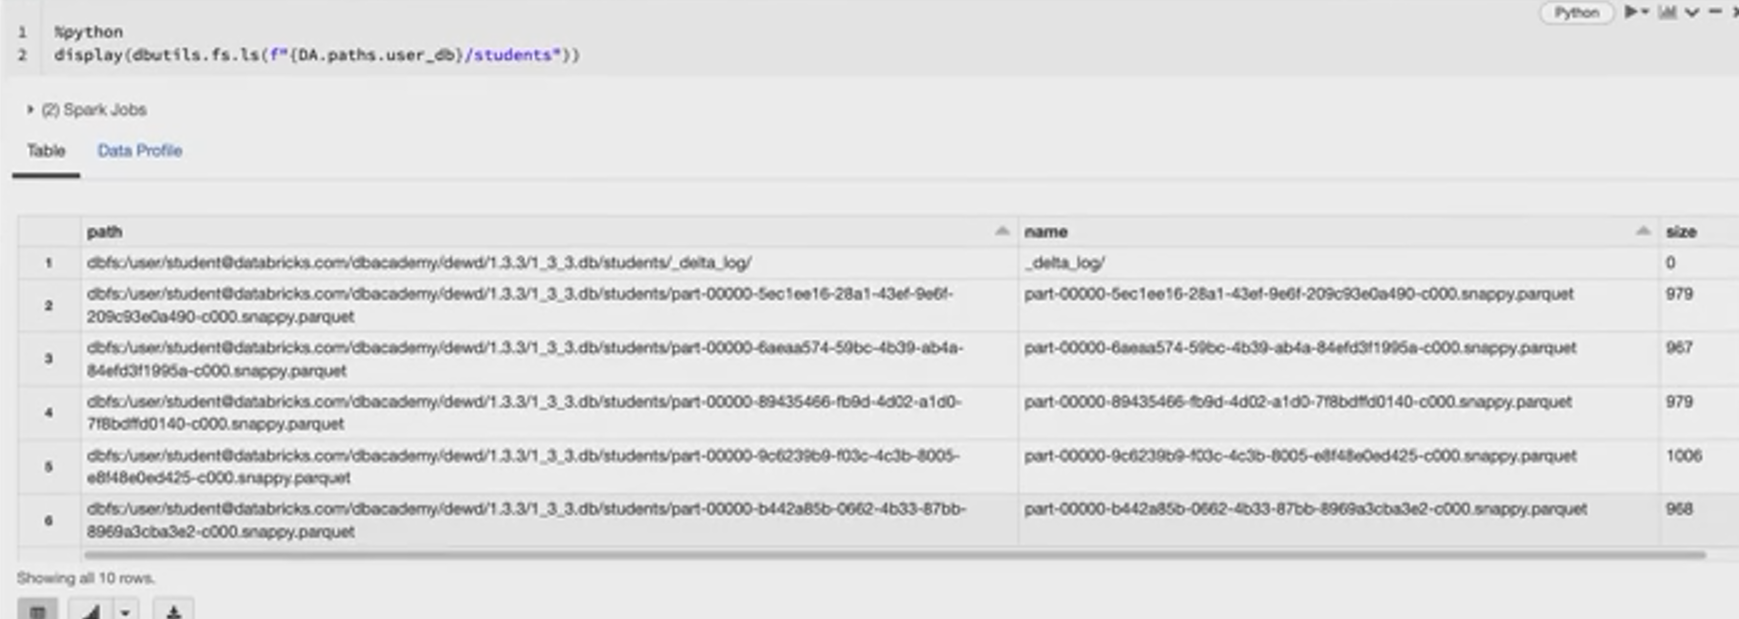 Python
1 %python
2 display(dbutils.fs.ls(f"{DA.paths.user_db}/students"))
(2) Spark Jobs
Table Data Profile
path name size
1 dbfs:/user/student@databricks.com/dbacademy/dewd/1.3.3/1_3_3.db/students/_delta_log/ _delta_log/ 0
2 dbfs:/user/student@databricks.com/dbacademy/dewd/1.3.3/1_3_3.db/students/part-00000-5ec1ee16-28a1-43ef-9e6f-
209c93e0a490-c000.snappy.parquet part-00000-5ec1ee16-28a1-43ef-9e6f-209c93e0a490-c000.snappy.parquet 979
3 dbfs:/user/student@databricks.com/dbacademy/dewd/1.3.3/1_3_3.db/students/part-00000-6aeaa574-59bc-4b39-ab4a-
84efd3f1995a-c000.snappy.parquet part-00000-6aeaa574-59bc-4b39-ab4a-84efd3f1995a-c000.snappy.parquet 967
4 dbfs:/user/student@databricks.com/dbacademy/dewd/1.3.3/1_3_3.db/students/part-00000-89435466-fb9d-4d02-a1d0-
7f8bdffd0140-c000.snappy.parquet part-00000-89435466-fb9d-4d02-a1d0-7f8bdffd0140-c000.snappy.parquet 979
5 dbfs:/user/student@databricks.com/dbacademy/dewd/1.3.3/1_3_3.db/students/part-00000-9c6239b9-f03c-4c3b-8005-
e8f48e0ed425-c000.snappy.parquet part-00000-9c6239b9-f03c-4c3b-8005-e8f48e0ed425-c000.snappy.parquet 1006
6 dbfs:/user/student@databricks.com/dbacademy/dewd/1.3.3/1_3_3.db/students/part-00000-b442a85b-0662-4b33-87bb-
8969a3cba3e2-c000.snappy.parquet part-00000-b442a85b-0662-4b33-87bb-8969a3cba3e2-c000.snappy.parquet 968
Showing all 10 rows.